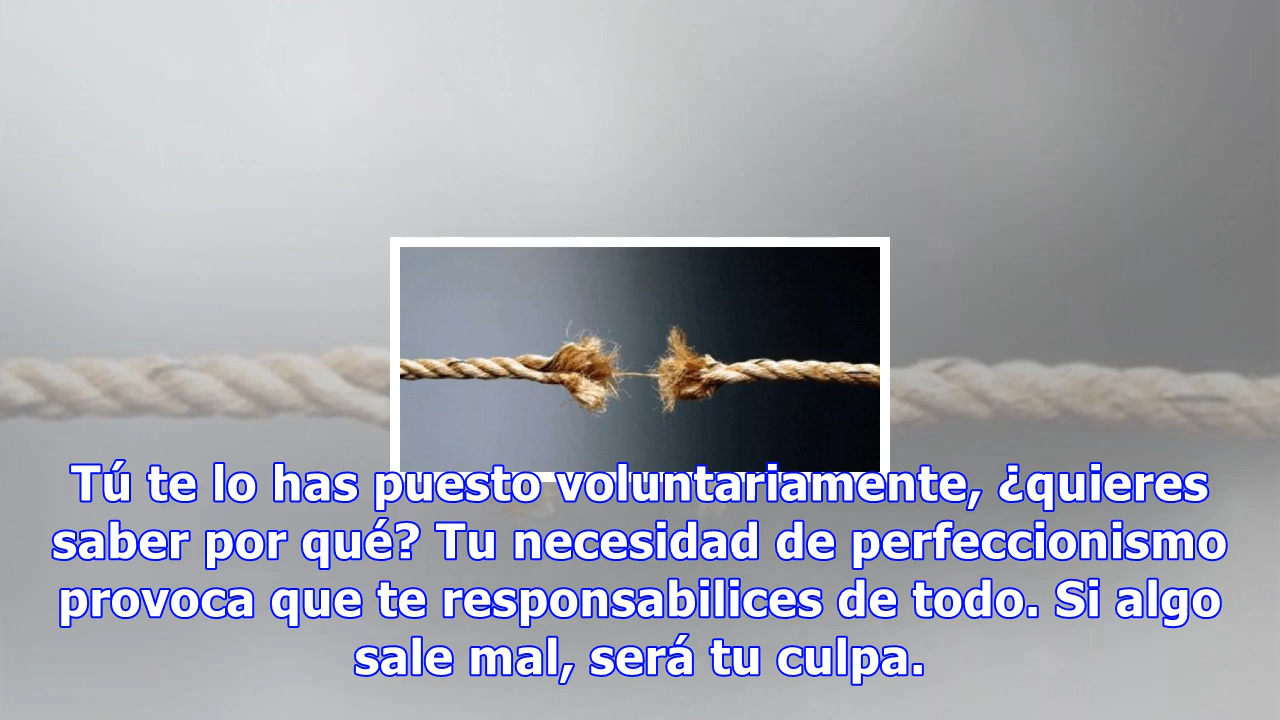 Tú te lo has puesto voluntariamente, ¿quieres
saber por qué? Tu necesidad de perfeccionismo
provoca que te responsabilices de todo. Si algo
sale mal, será tu culpa.